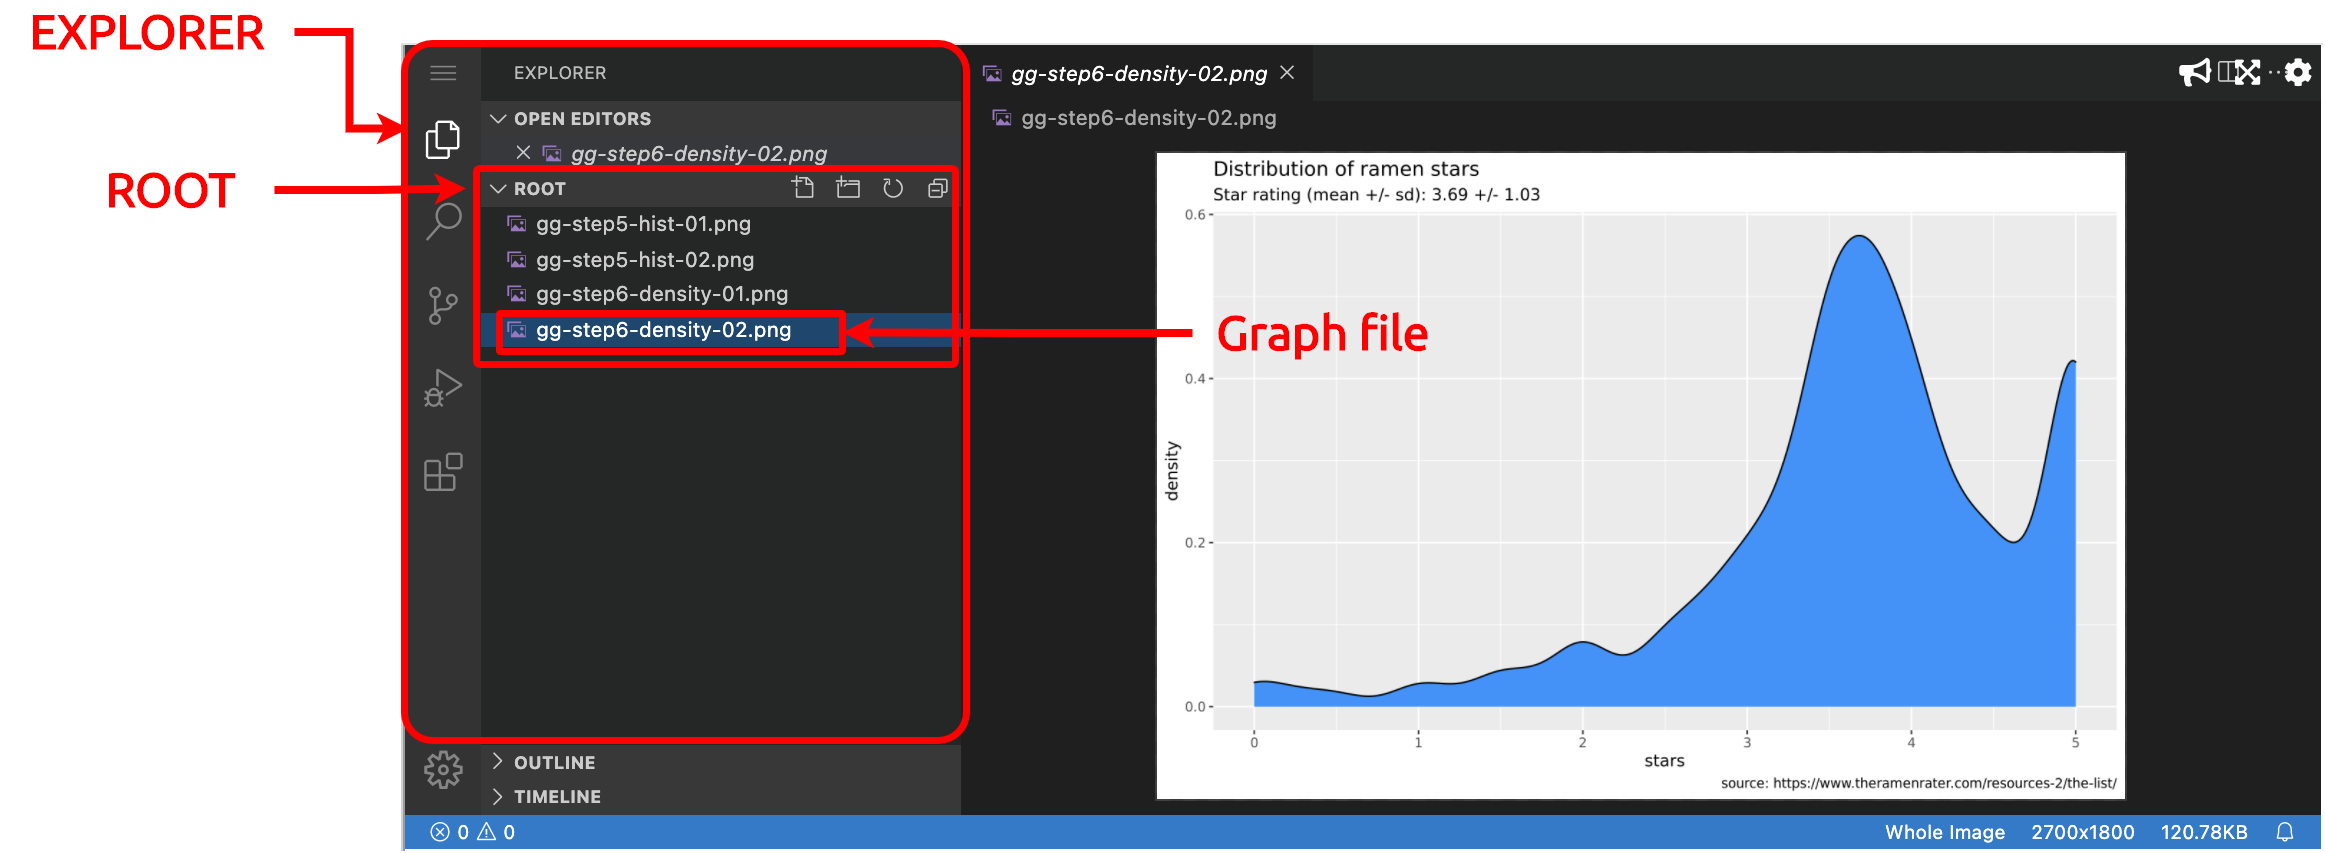 EXPLORER
ROOT
EXPLORER
OPEN EDITORS
gg-step6-density-02.png
ROOT
gg-step5-hist-01.png
gg-step5-hist-02.png
gg-step6-density-01.png
gg-step6-density-02.png
OUTLINE
TIMELINE
Graph file
gg-step6-density-02.png
gg-step6-density-02.png
Distribution of ramen stars
Star rating (mean +/- sd): 3.69 +/- 1.03
0.6
0.4
0.2
0.0
density
0 1 2 3 4 5
stars
source: https://www.theramenrater.com/resources-2/the-list/
0 0
Whole Image 2700x1800 120.78KB